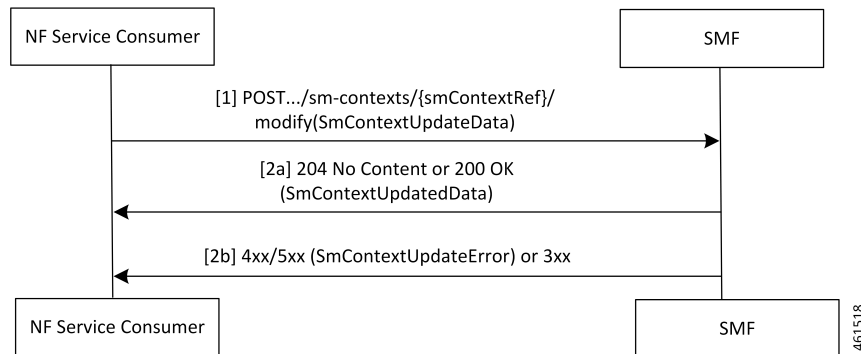 NF Service Consumer
SMF
[1] POST.../sm-contexts/{smContextRef}/
modify(SmContextUpdateData)
[2a] 204 No Content or 200 OK
(SmContextUpdatedData)
[2b] 4xx/5xx (SmContextUpdateError) or 3xx
NF Service Consumer
SMF
461518